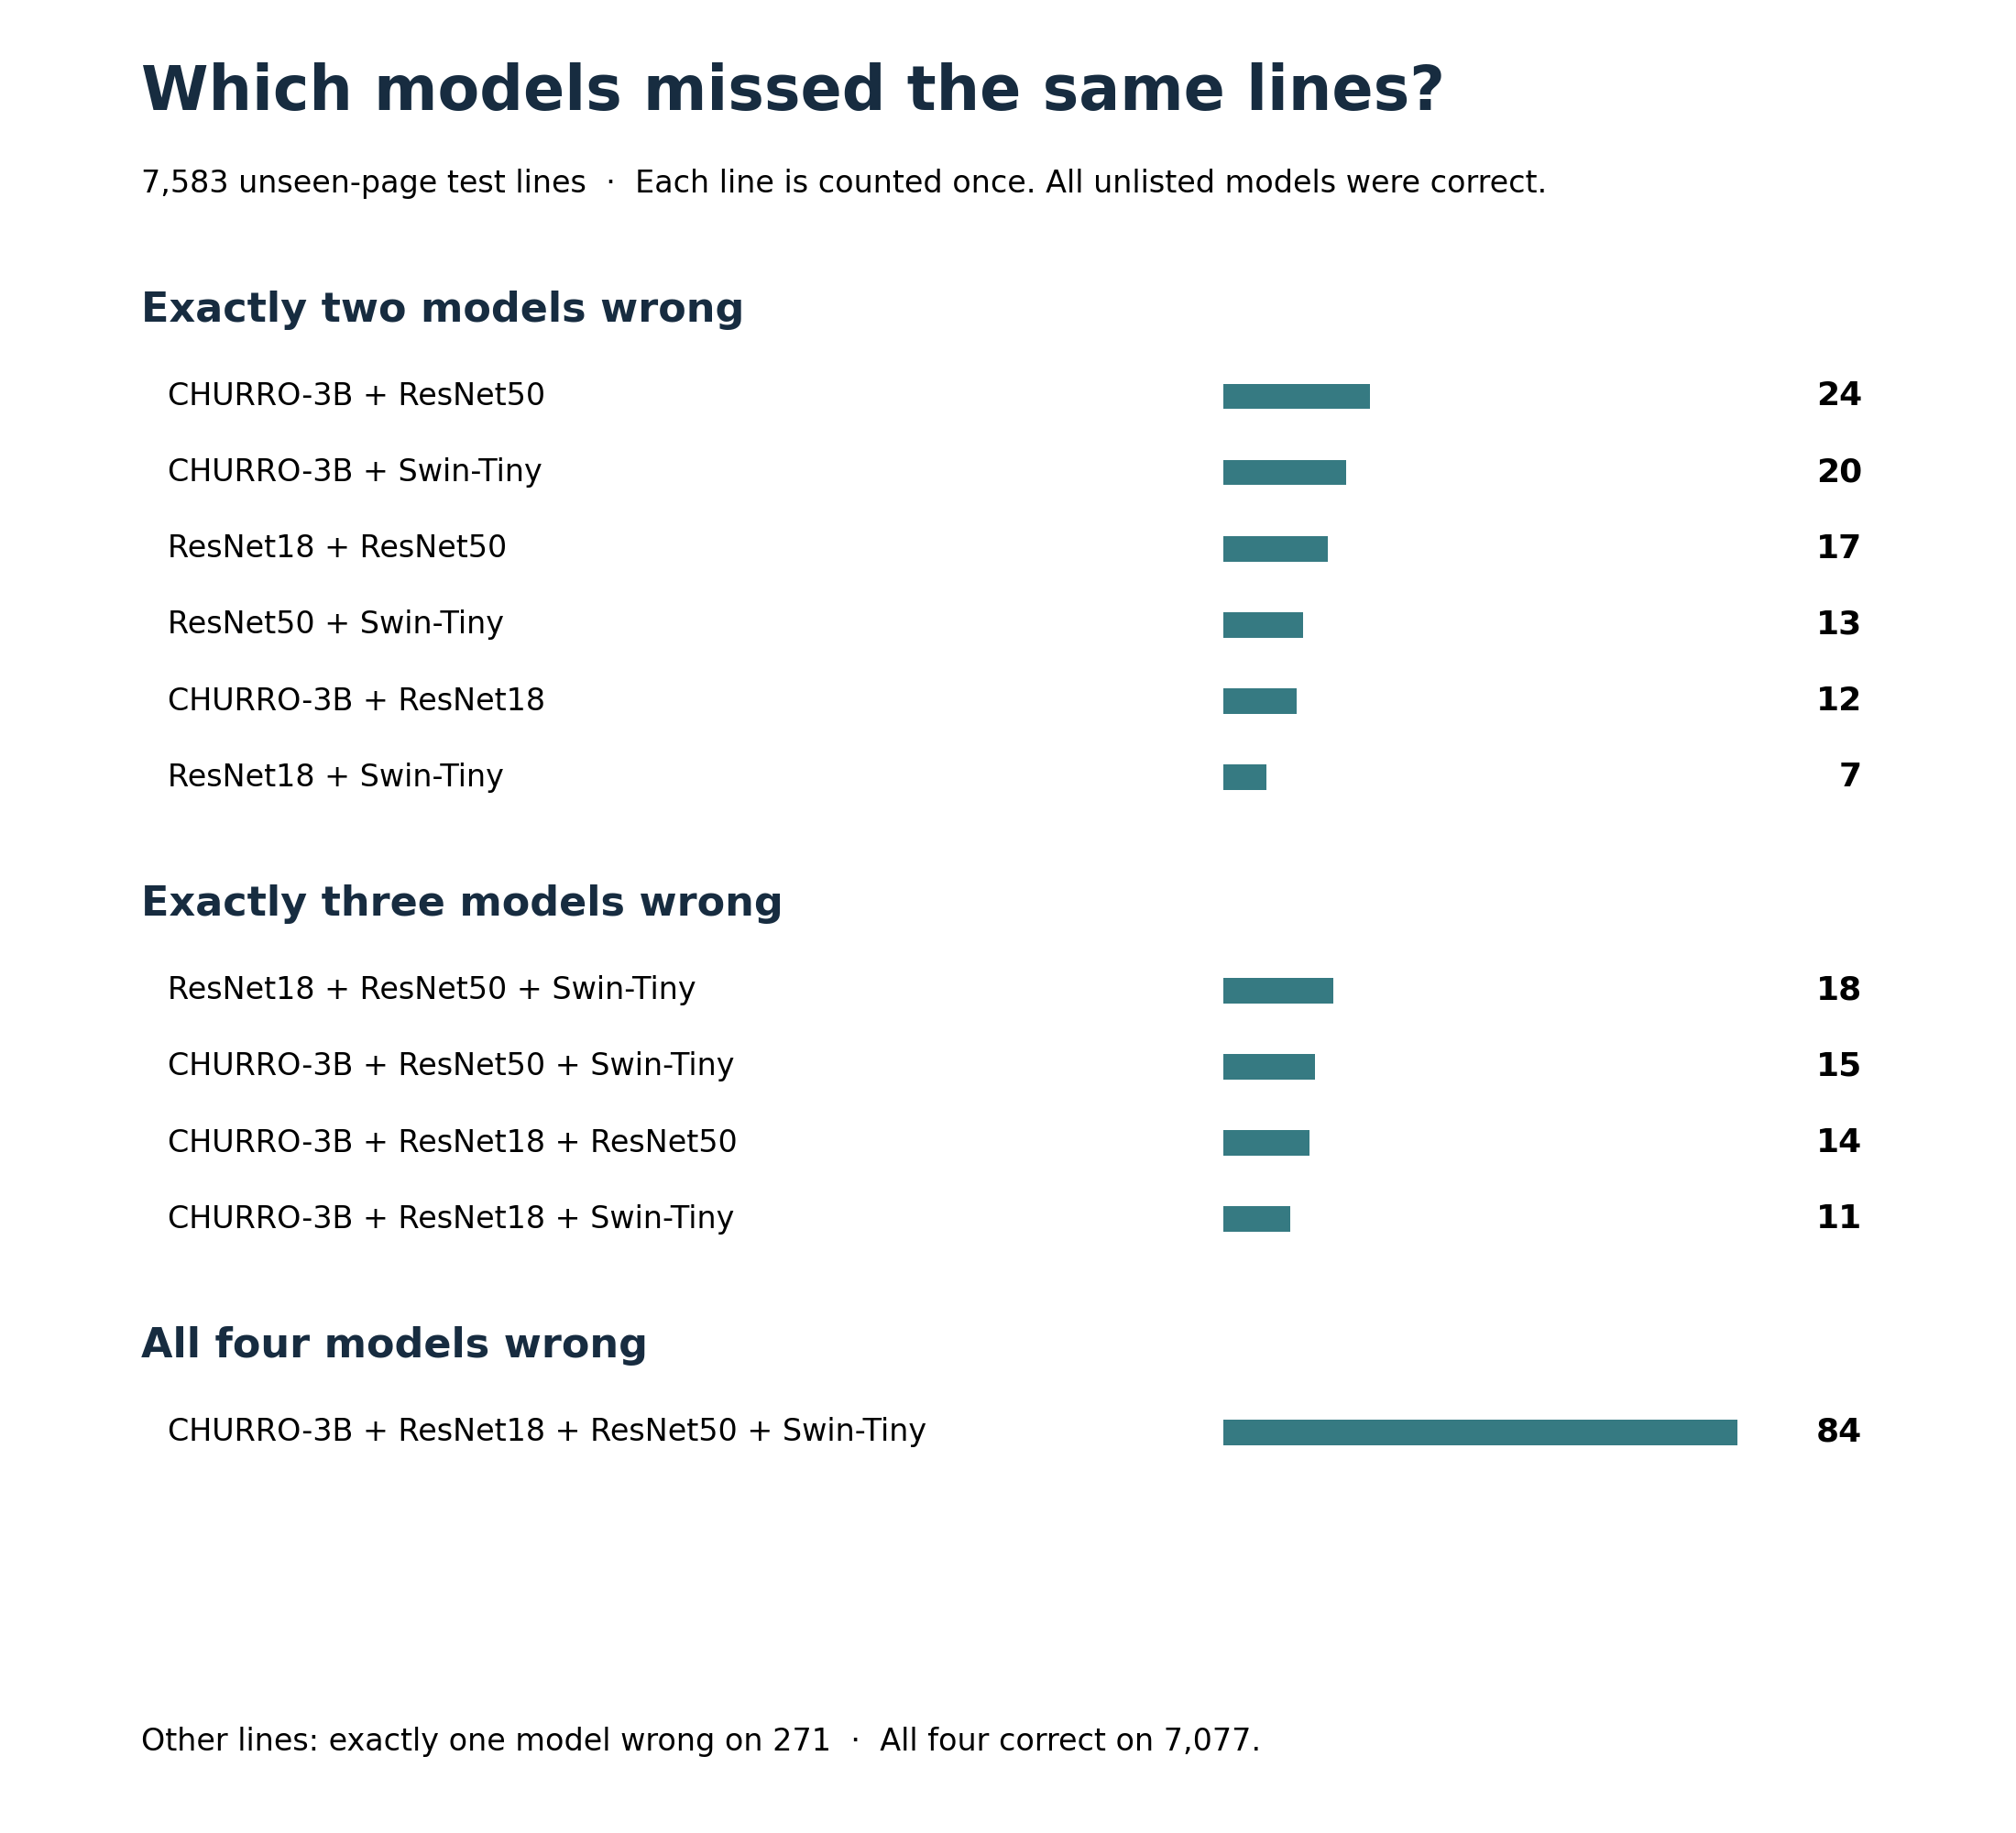 Which models missed the same lines?
7,583 unseen-page test lines · Each line is counted once. All unlisted models were correct.
Exactly two models wrong
CHURRO-3B + ResNet50 24
CHURRO-3B + Swin-Tiny 20
ResNet18 + ResNet50 17
ResNet50 + Swin-Tiny 13
CHURRO-3B + ResNet18 12
ResNet18 + Swin-Tiny 7
Exactly three models wrong
ResNet18 + ResNet50 + Swin-Tiny 18
CHURRO-3B + ResNet50 + Swin-Tiny 15
CHURRO-3B + ResNet18 + ResNet50 14
CHURRO-3B + ResNet18 + Swin-Tiny 11
All four models wrong
CHURRO-3B + ResNet18 + ResNet50 + Swin-Tiny 84
Other lines: exactly one model wrong on 271 · All four correct on 7,077.